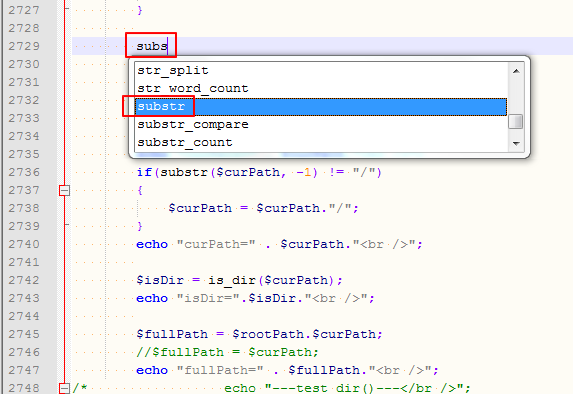 2727 }
2728
2729 subs
2730 str_split
2731 str_word_count
2732 substr
2733 substr_compare
2734 substr_count
2735
2736 if(substr($curPath, -1) != "/")
2737 {
2738 $curPath = $curPath."/";
2739 }
2740 echo "curPath=" . $curPath."<br />";
2741
2742 $isDir = is_dir($curPath);
2743 echo "isDir=".$isDir."<br />";
2744
2745 $fullPath = $rootPath.$curPath;
2746 //$fullPath = $curPath;
2747 echo "fullPath=" . $fullPath."<br />";
2748 /* echo "---test dir()---</br />";